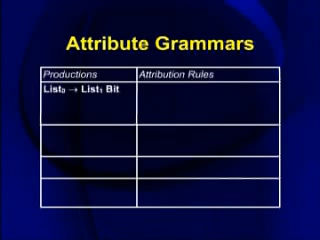 Attribute Grammars
Productions Attribution Rules
List₀ → List₁ Bit